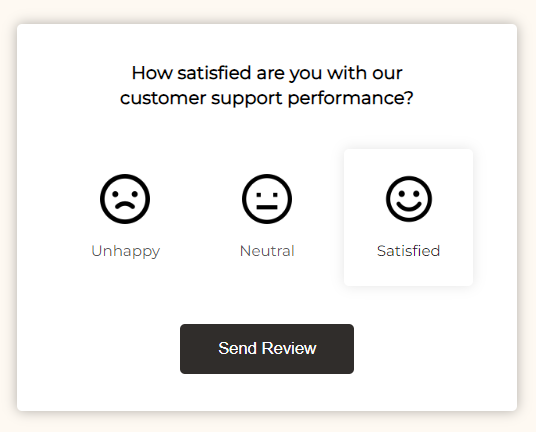 How satisfied are you with our
customer support performance?
Unhappy
Neutral
Satisfied
Send Review